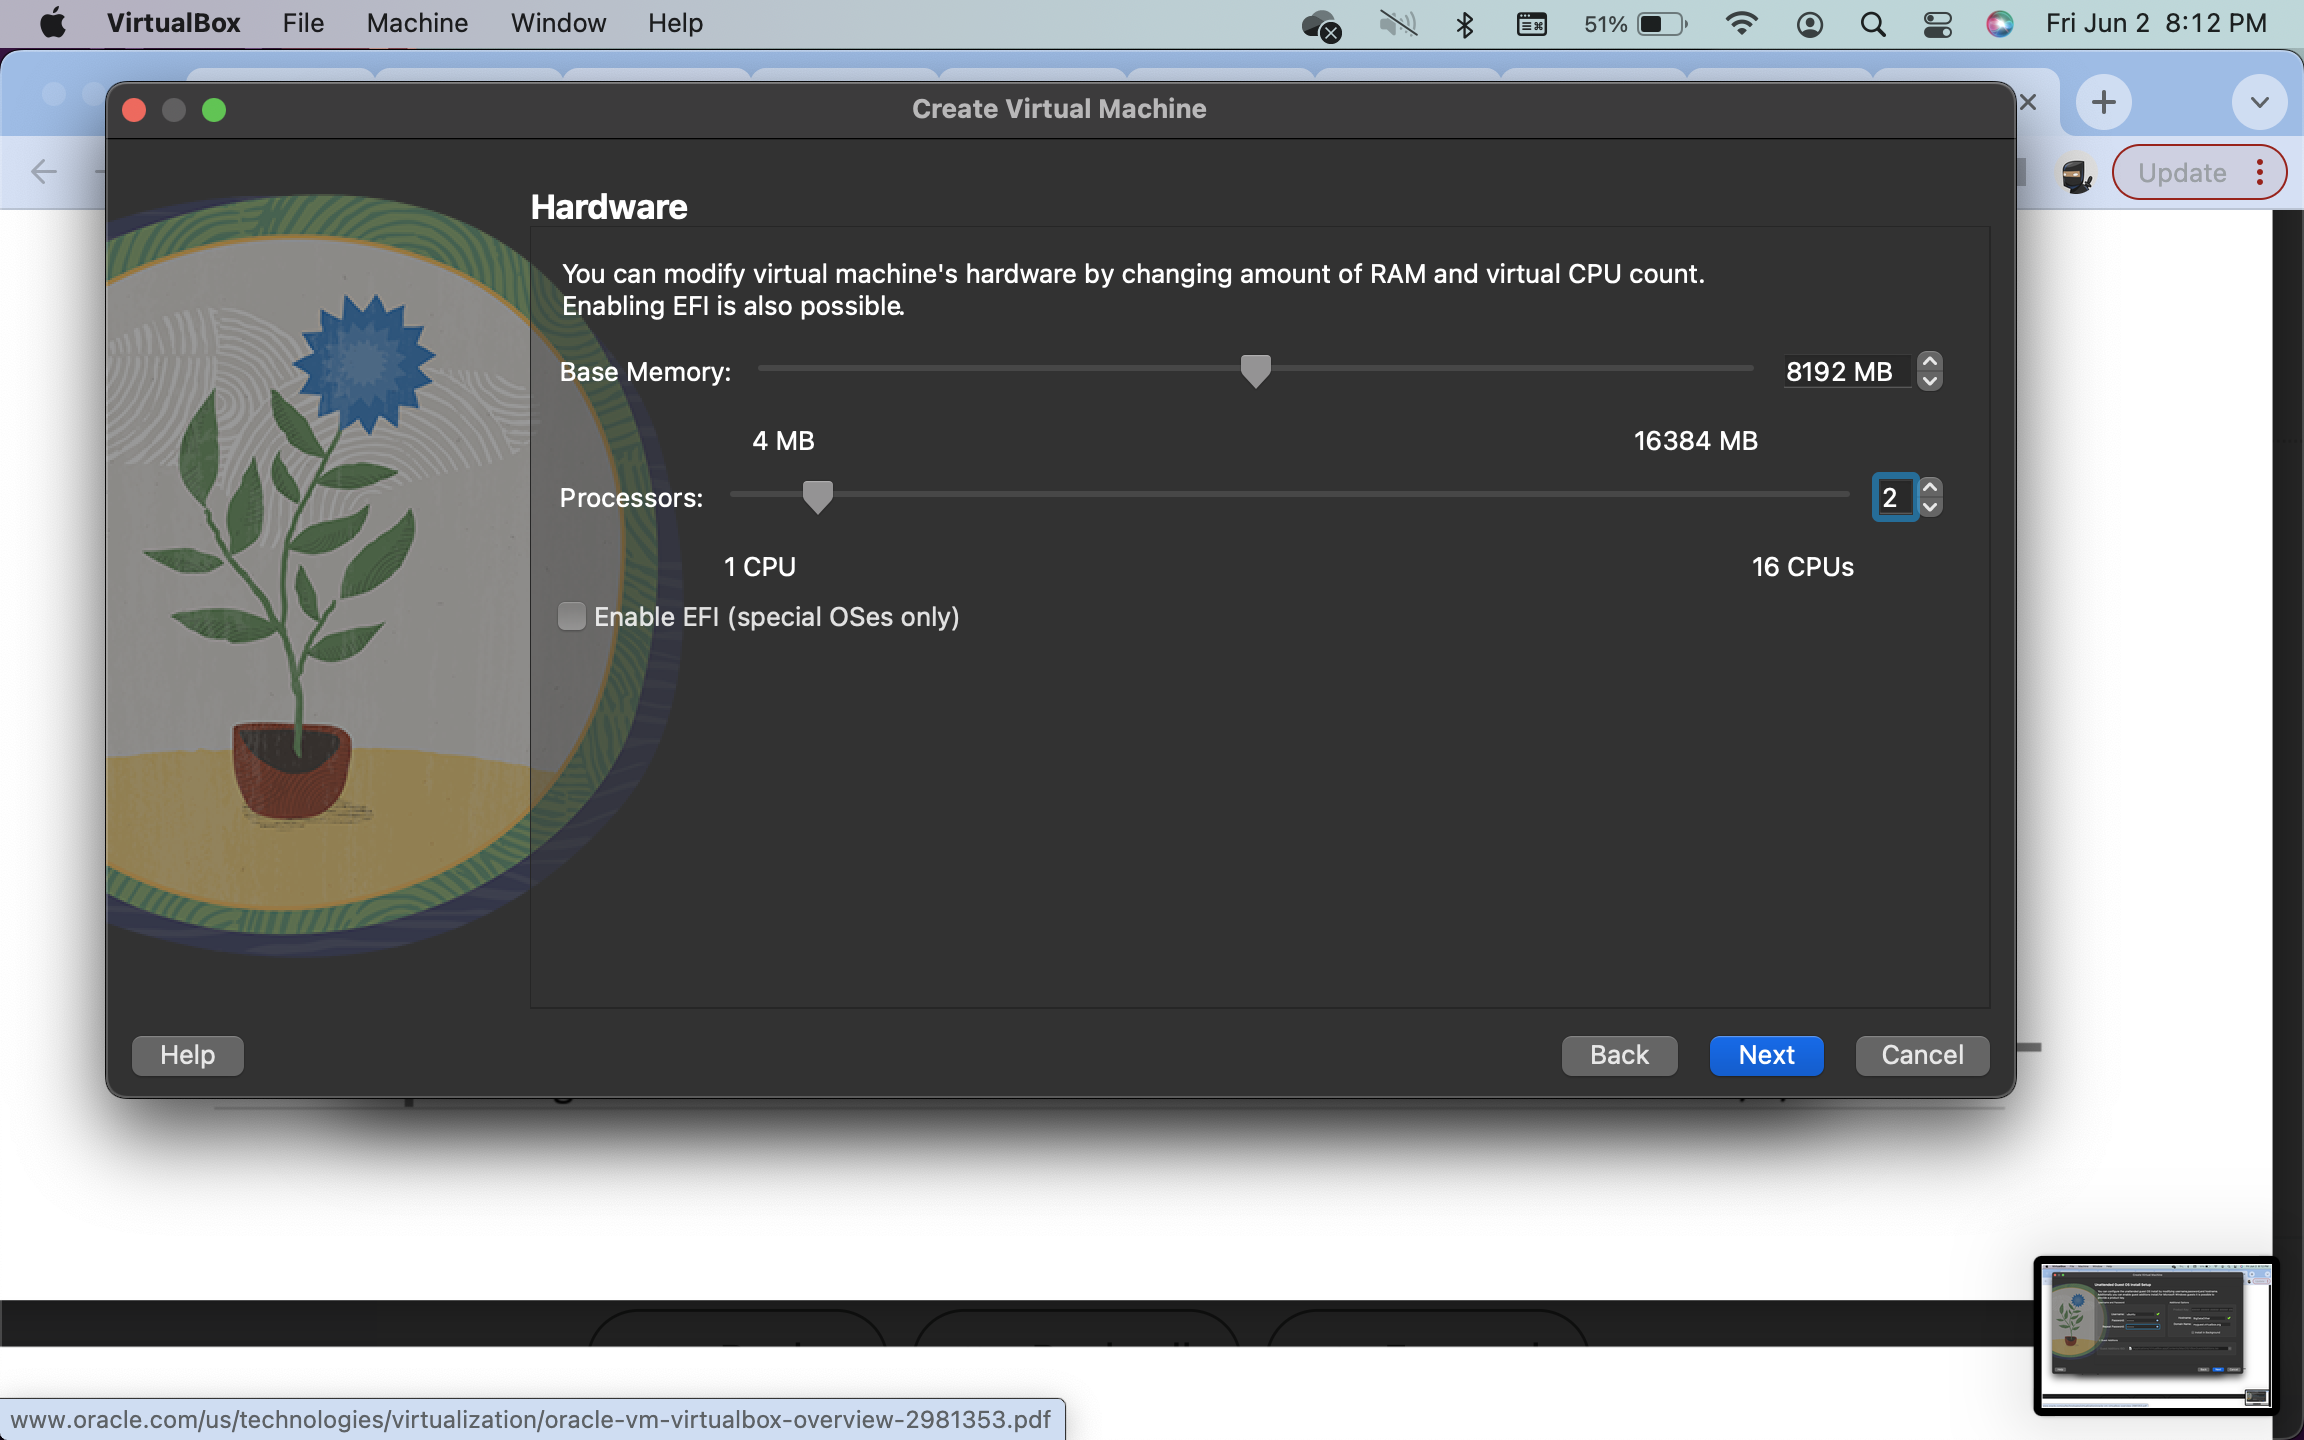 VirtualBox File Machine Window Help 51% Fri Jun 2 8:12 PM
Create Virtual Machine
Update
Hardware
You can modify virtual machine's hardware by changing amount of RAM and virtual CPU count.
Enabling EFI is also possible.
Base Memory: 8192 MB
4 MB 16384 MB
Processors: 2
1 CPU 16 CPUs
Enable EFI (special OSes only)
Help Back Next Cancel
www.oracle.com/us/technologies/virtualization/oracle-vm-virtualbox-overview-2981353.pdf